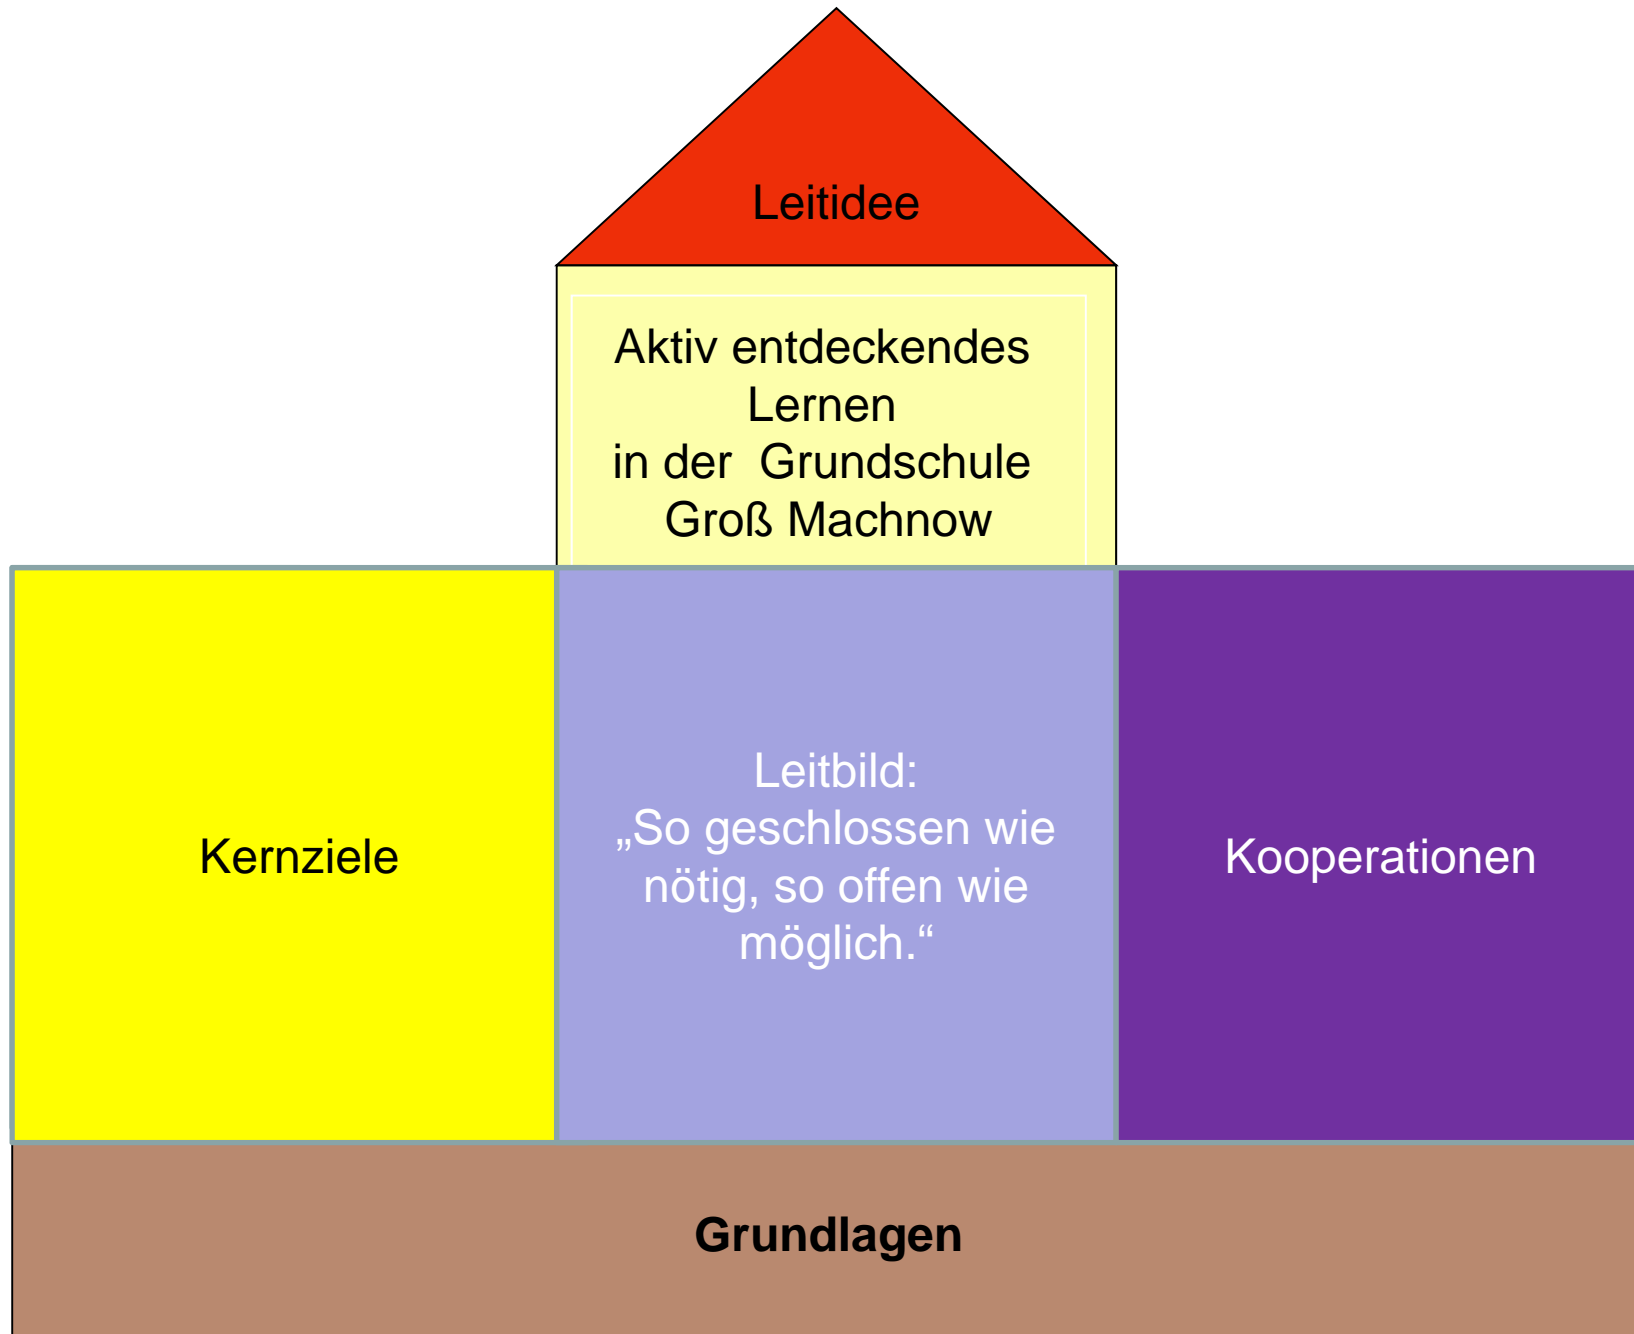 Leitidee
Aktiv entdeckendes
Lernen
in der  Grundschule
Groß Machnow
Kernziele
Leitbild:
„So geschlossen wie
nötig, so offen wie
möglich.“
Kooperationen
Grundlagen